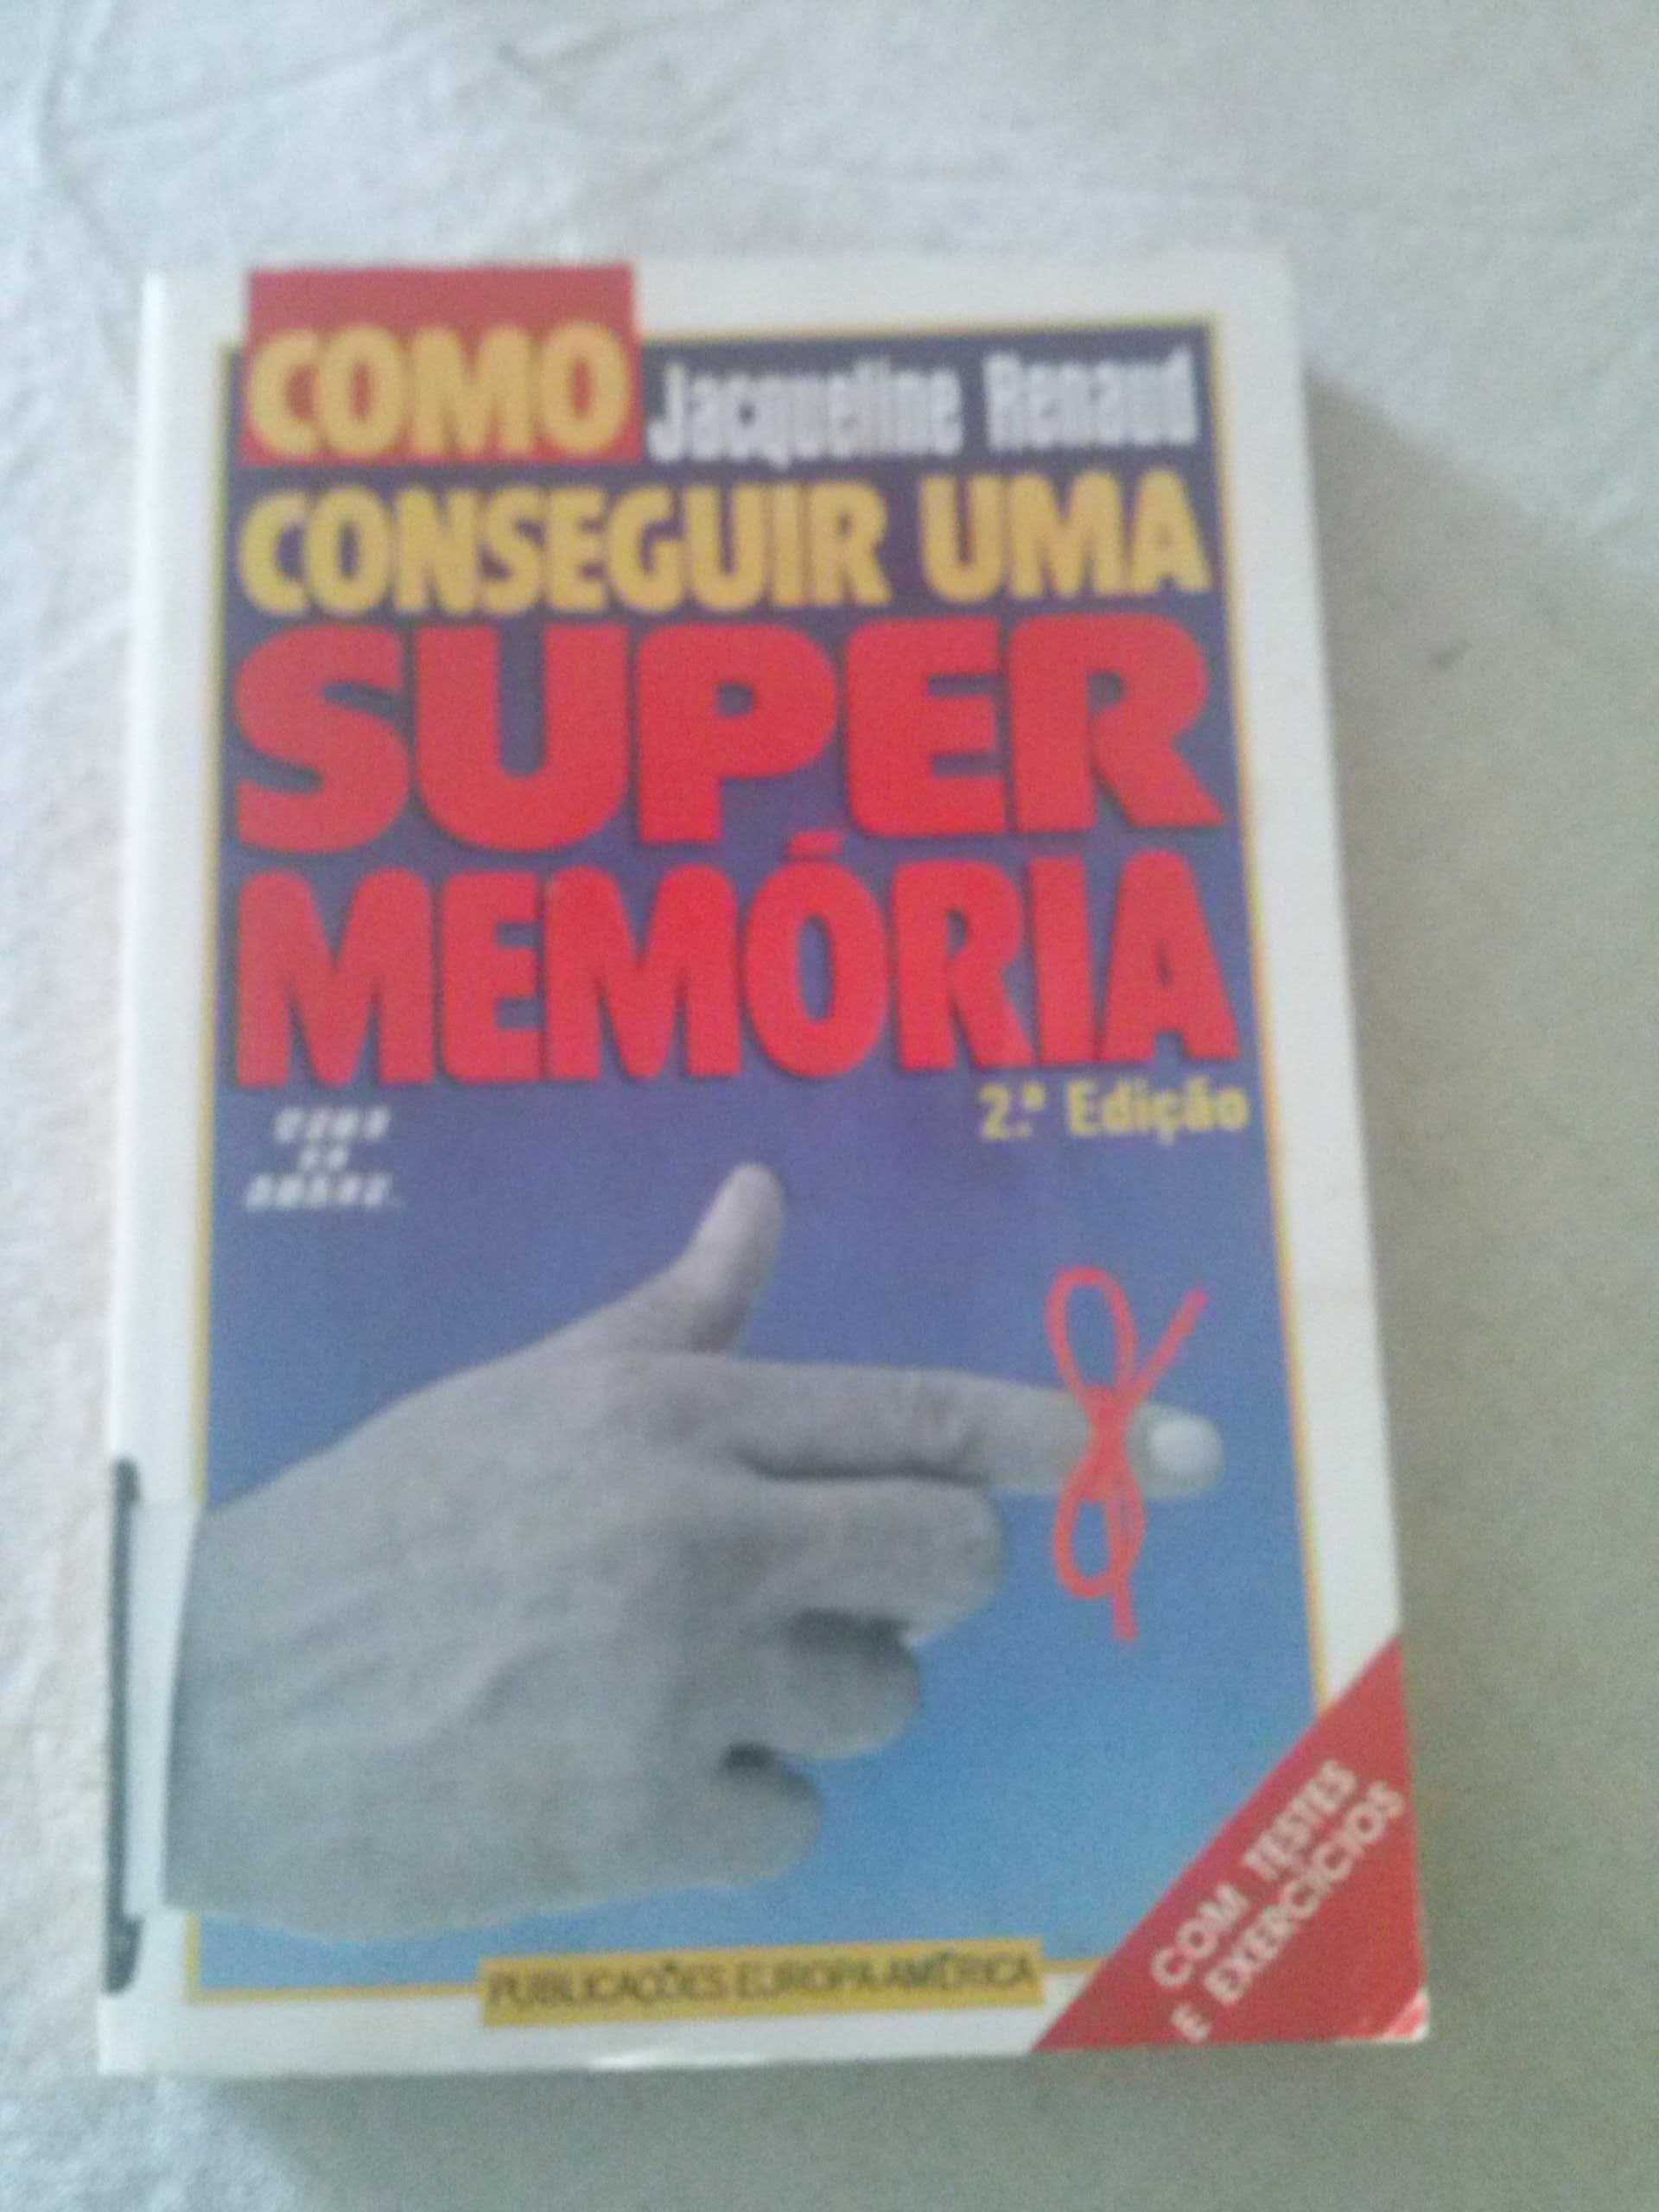 COMO Jacqueline Renaud
CONSEGUIR UMA
SUPER
MEMÓRIA
2.ª Edição
COM TESTES
E EXERCÍCIOS
PUBLICAÇÕES EUROPA-AMÉRICA